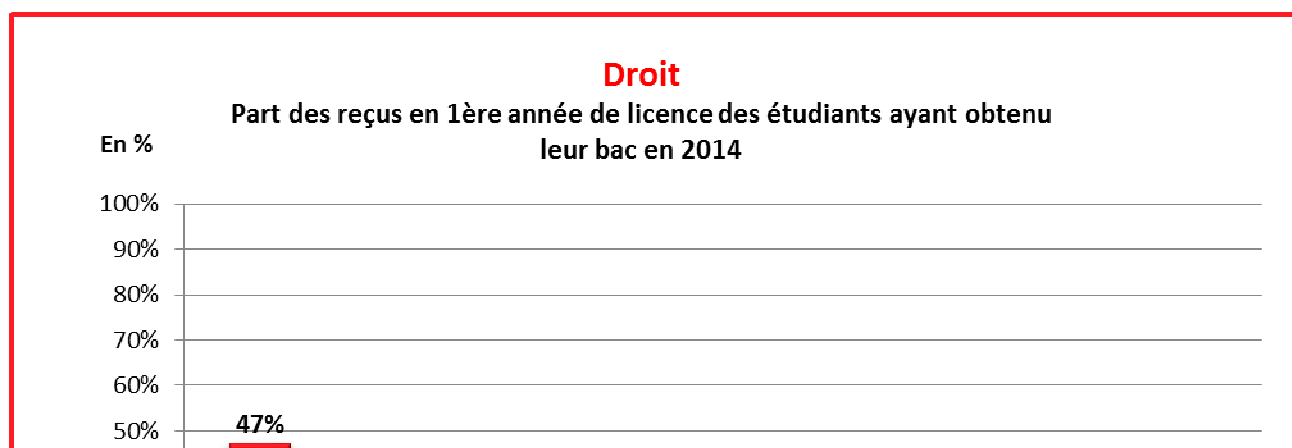 Droit
Part des reçus en 1ère année de licence des étudiants ayant obtenu
leur bac en 2014
En %
100%
90%
80%
70%
60%
50%
47%